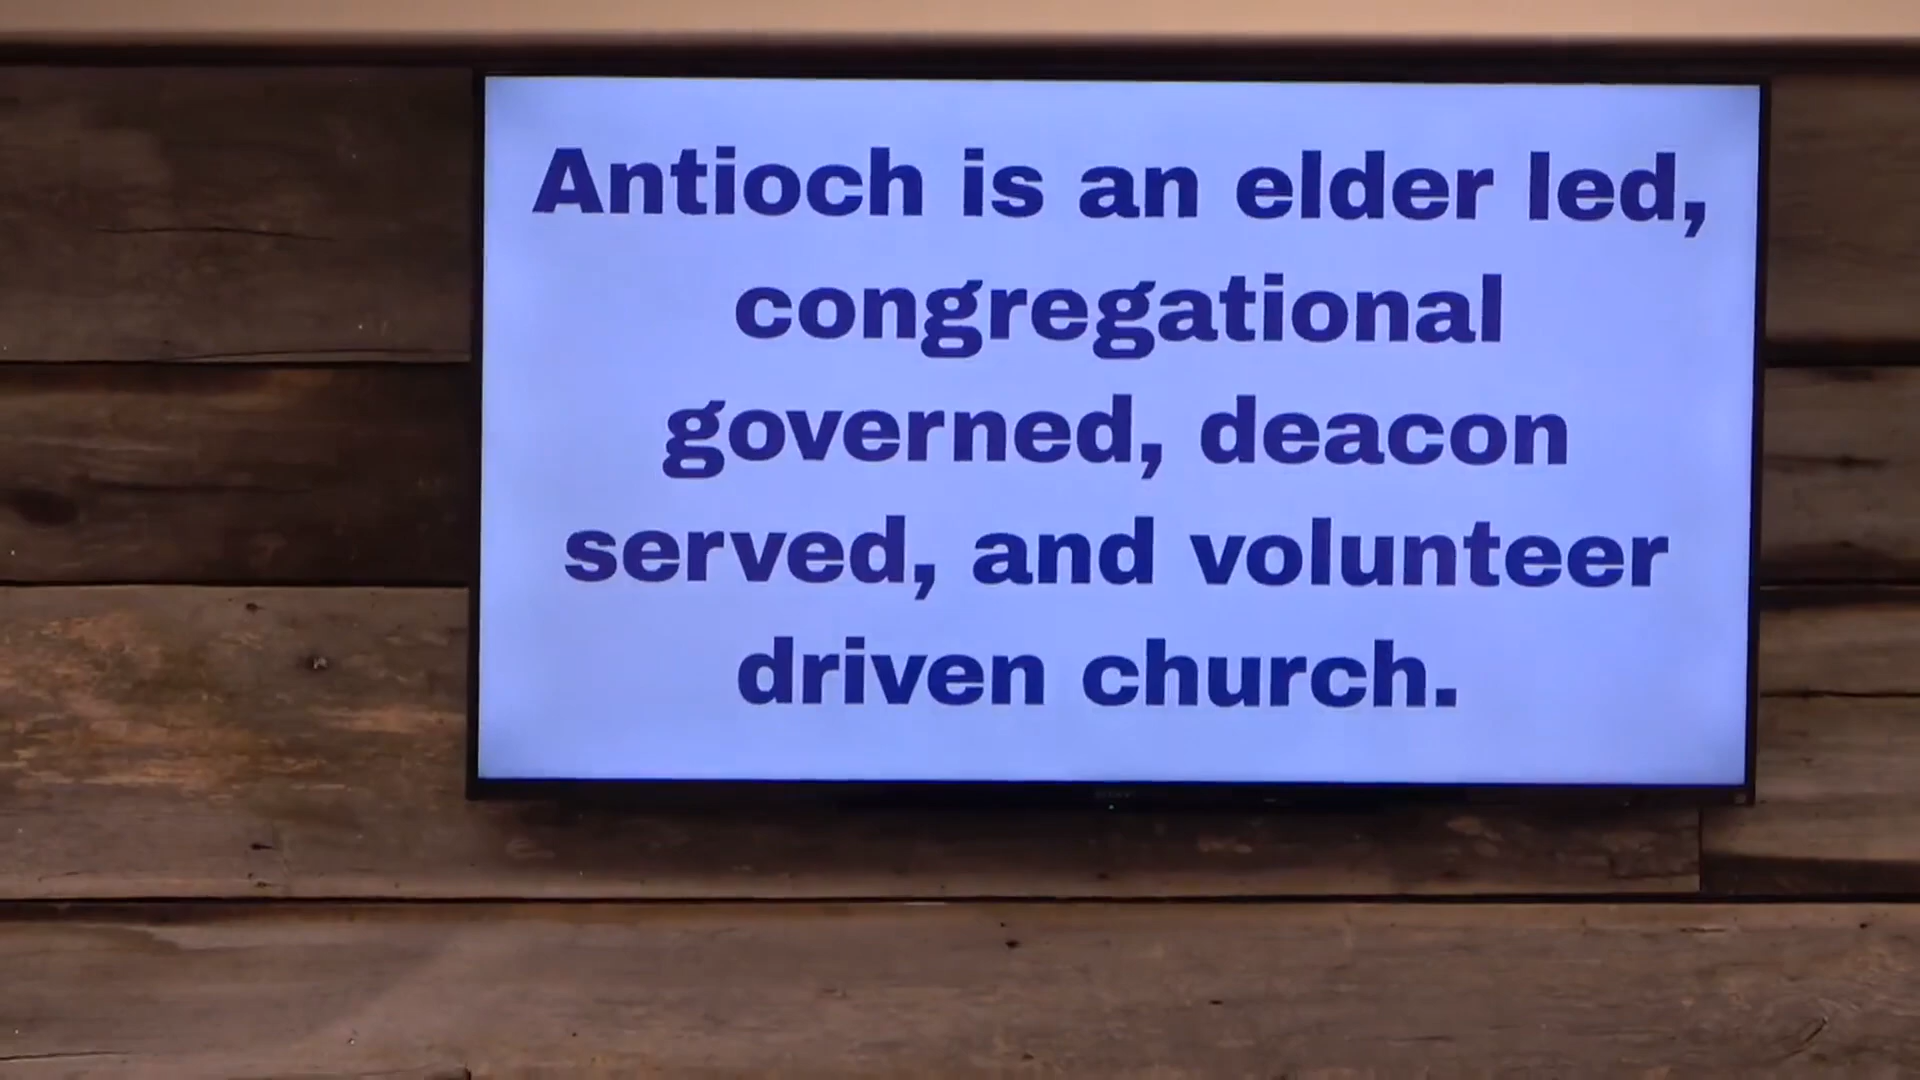 Antioch is an elder led,
congregational
governed, deacon
served, and volunteer
driven church.